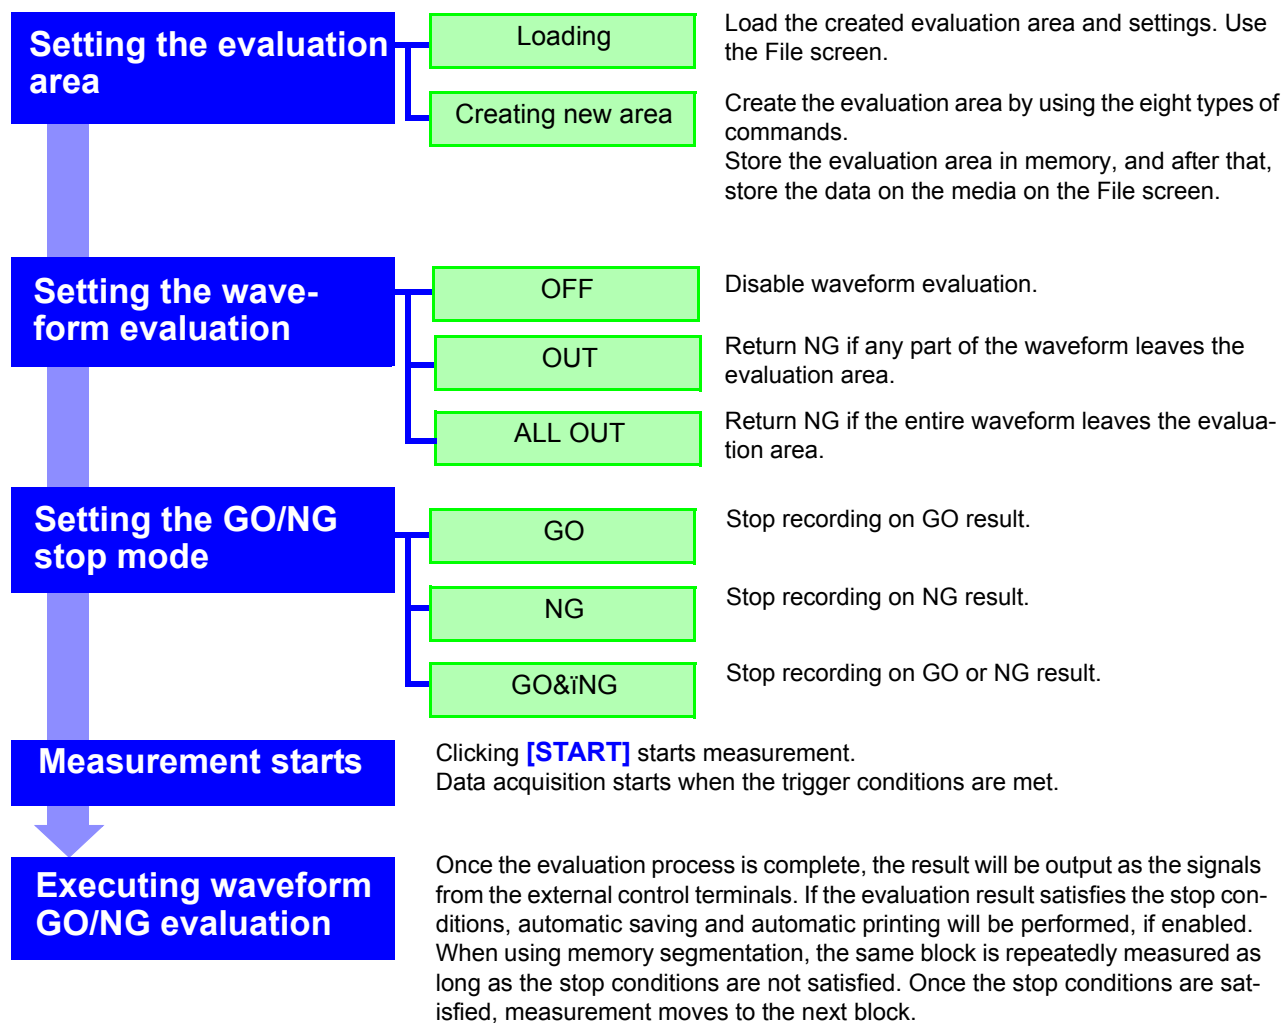 Setting the evaluation
area
Loading
Load the created evaluation area and settings. Use
the File screen.
Creating new area
Create the evaluation area by using the eight types of
commands.
Store the evaluation area in memory, and after that,
store the data on the media on the File screen.
Setting the wave-
form evaluation
OFF
Disable waveform evaluation.
OUT
Return NG if any part of the waveform leaves the
evaluation area.
ALL OUT
Return NG if the entire waveform leaves the evalua-
tion area.
Setting the GO/NG
stop mode
GO
Stop recording on GO result.
NG
Stop recording on NG result.
GO&ïNG
Stop recording on GO or NG result.
Measurement starts
Clicking [START] starts measurement.
Data acquisition starts when the trigger conditions are met.
Executing waveform
GO/NG evaluation
Once the evaluation process is complete, the result will be output as the signals
from the external control terminals. If the evaluation result satisfies the stop con-
ditions, automatic saving and automatic printing will be performed, if enabled.
When using memory segmentation, the same block is repeatedly measured as
long as the stop conditions are not satisfied. Once the stop conditions are sat-
isfied, measurement moves to the next block.